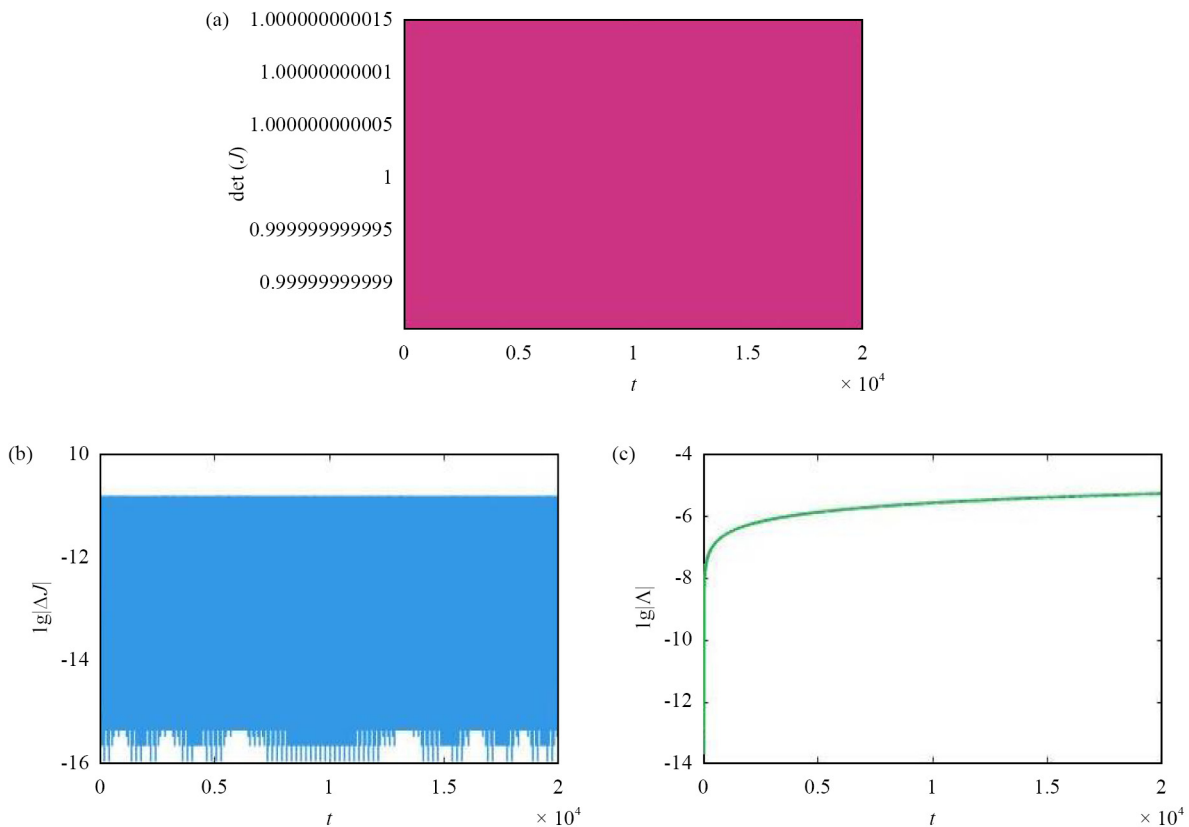 (a)
1.000000000015
1.00000000001
1.000000000005
1
0.999999999995
0.99999999999
det (J)
0 0.5 1 1.5 2
t × 10⁴
(b)
10
-12
-14
-16
lg|ΔJ|
0 0.5 1 1.5 2
t × 10⁴
(c)
-4
-6
-8
-10
-12
-14
lg|Λ|
0 0.5 1 1.5 2
t × 10⁴